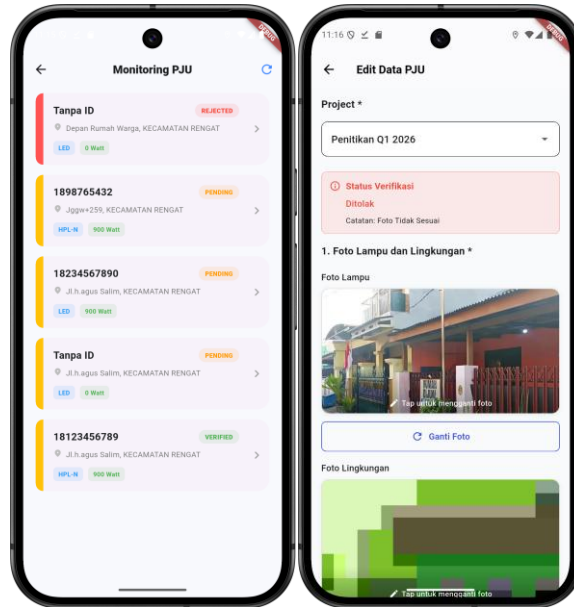 DEBUG
Monitoring PJU
Tanpa ID
REJECTED
Depan Rumah Warga, KECAMATAN RENGAT
LED
0 Watt
1898765432
PENDING
Jggw+259, KECAMATAN RENGAT
HPL-N
900 Watt
18234567890
PENDING
Jl.h.agus Salim, KECAMATAN RENGAT
LED
900 Watt
Tanpa ID
PENDING
Jl.h.agus Salim, KECAMATAN RENGAT
LED
0 Watt
18123456789
VERIFIED
Jl.h.agus Salim, KECAMATAN RENGAT
HPL-N
900 Watt
11:16
DEBUG
Edit Data PJU
Project *
Penitikan Q1 2026
Status Verifikasi
Ditolak
Catatan: Foto Tidak Sesuai
1. Foto Lampu dan Lingkungan *
Foto Lampu
Tap untuk mengganti foto
Ganti Foto
Foto Lingkungan
Tap untuk mengganti foto